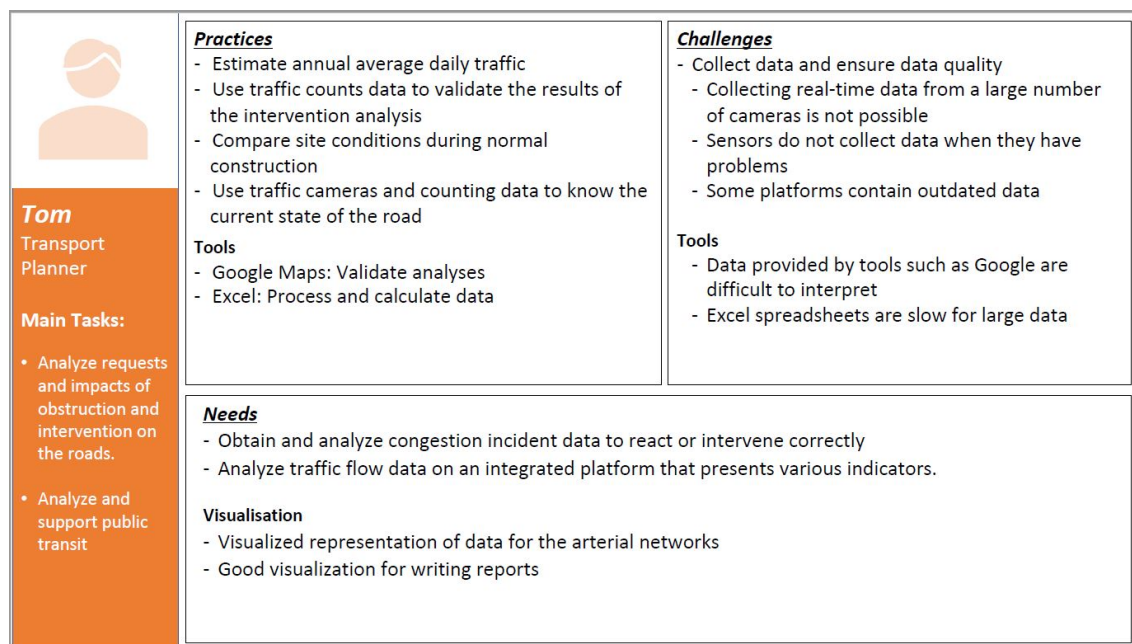 Tom
Transport
Planner
Main Tasks:
• Analyze requests
and impacts of
obstruction and
intervention on
the roads.
• Analyze and
support public
transit
Practices
- Estimate annual average daily traffic
- Use traffic counts data to validate the results of
the intervention analysis
- Compare site conditions during normal
construction
- Use traffic cameras and counting data to know the
current state of the road
Tools
- Google Maps: Validate analyses
- Excel: Process and calculate data
Challenges
- Collect data and ensure data quality
- Collecting real-time data from a large number
of cameras is not possible
- Sensors do not collect data when they have
problems
- Some platforms contain outdated data
Tools
- Data provided by tools such as Google are
difficult to interpret
- Excel spreadsheets are slow for large data
Needs
- Obtain and analyze congestion incident data to react or intervene correctly
- Analyze traffic flow data on an integrated platform that presents various indicators.
Visualisation
- Visualized representation of data for the arterial networks
- Good visualization for writing reports